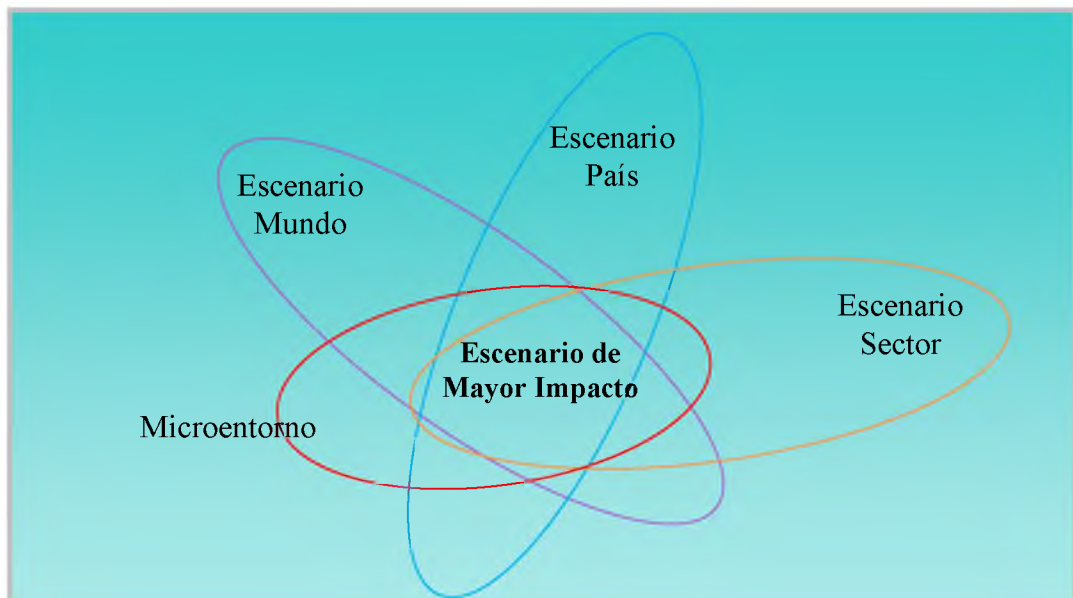 Escenario
País
Escenario
Mundo
Escenario
Sector
Escenario de
Mayor Impacto
Microentorno